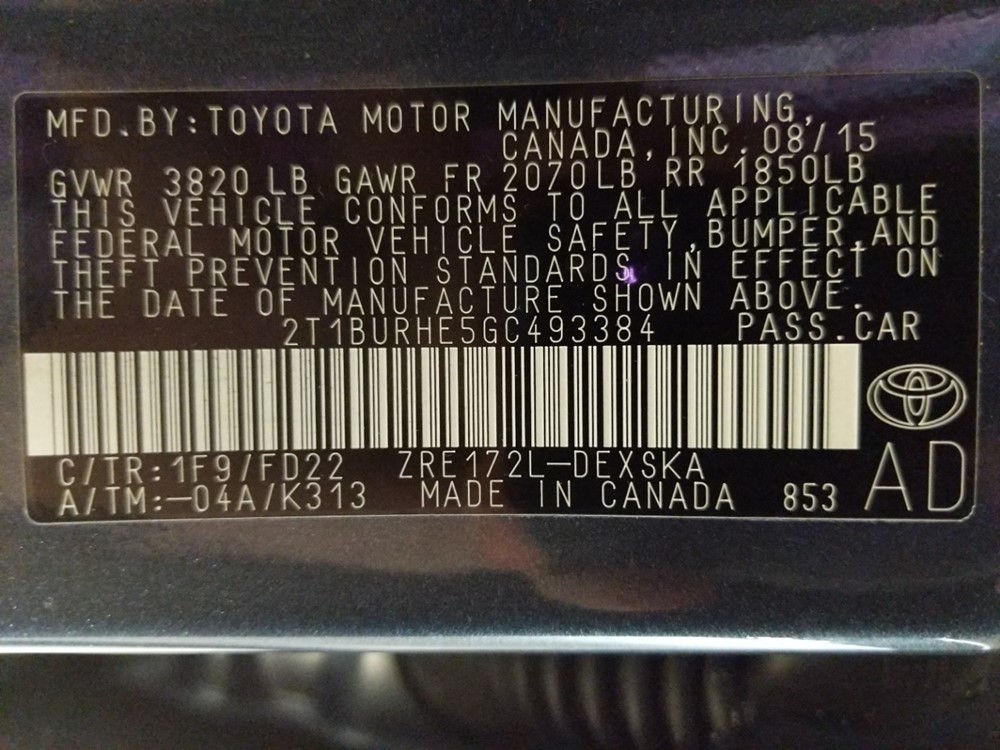 MFD.BY:TOYOTA MOTOR MANUFACTURING,
CANADA,INC. 08/15
GVWR 3820 LB GAWR FR 2070LB RR 1850LB
THIS VEHICLE CONFORMS TO ALL APPLICABLE
FEDERAL MOTOR VEHICLE SAFETY,BUMPER,AND
THEFT PREVENTION STANDARDS IN EFFECT ON
THE DATE OF MANUFACTURE SHOWN ABOVE.
2T1BURHE5GC493384 PASS.CAR
C/TR:1F9/FD22 ZRE172L-DEXSKA
A/TM:-04A/K313 MADE IN CANADA 853 AD